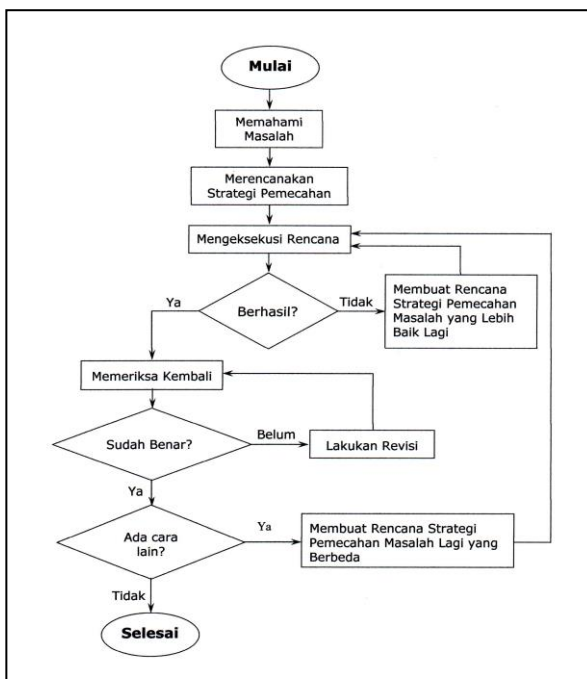 Mulai
Memahami
Masalah
Merencanakan
Strategi Pemecahan
Mengeksekusi Rencana
Berhasil?
Ya
Tidak
Membuat Rencana
Strategi Pemecahan
Masalah yang Lebih
Baik Lagi
Memeriksa Kembali
Sudah Benar?
Belum
Lakukan Revisi
Ya
Ada cara
lain?
Ya
Membuat Rencana Strategi
Pemecahan Masalah Lagi yang
Berbeda
Tidak
Selesai